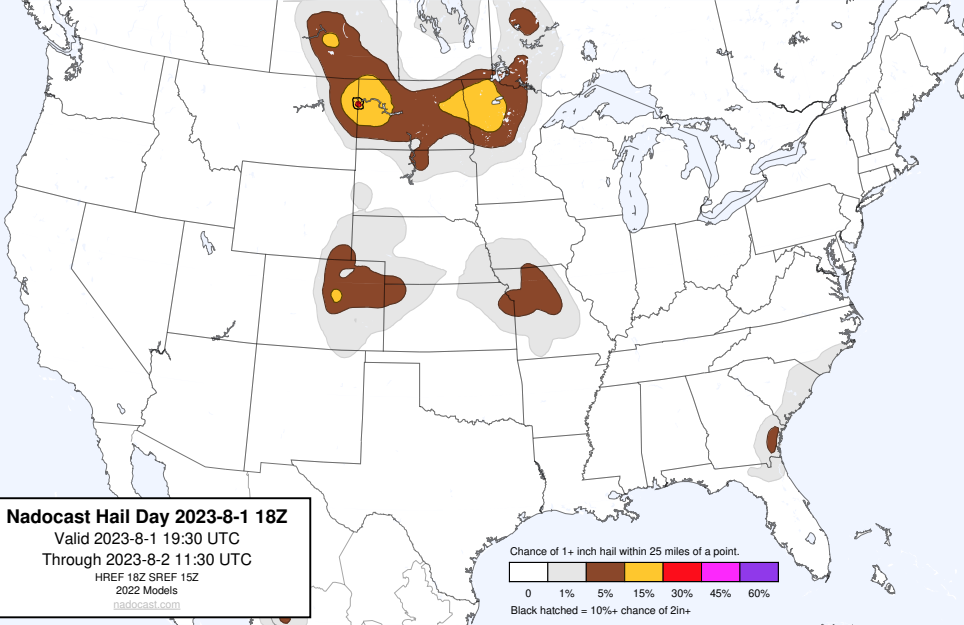 Nadocast Hail Day 2023-8-1 18Z
Valid 2023-8-1 19:30 UTC
Through 2023-8-2 11:30 UTC
HREF 18Z SREF 15Z
2022 Models
nadocast.com
Chance of 1+ inch hail within 25 miles of a point.
0 1% 5% 15% 30% 45% 60%
Black hatched = 10%+ chance of 2in+